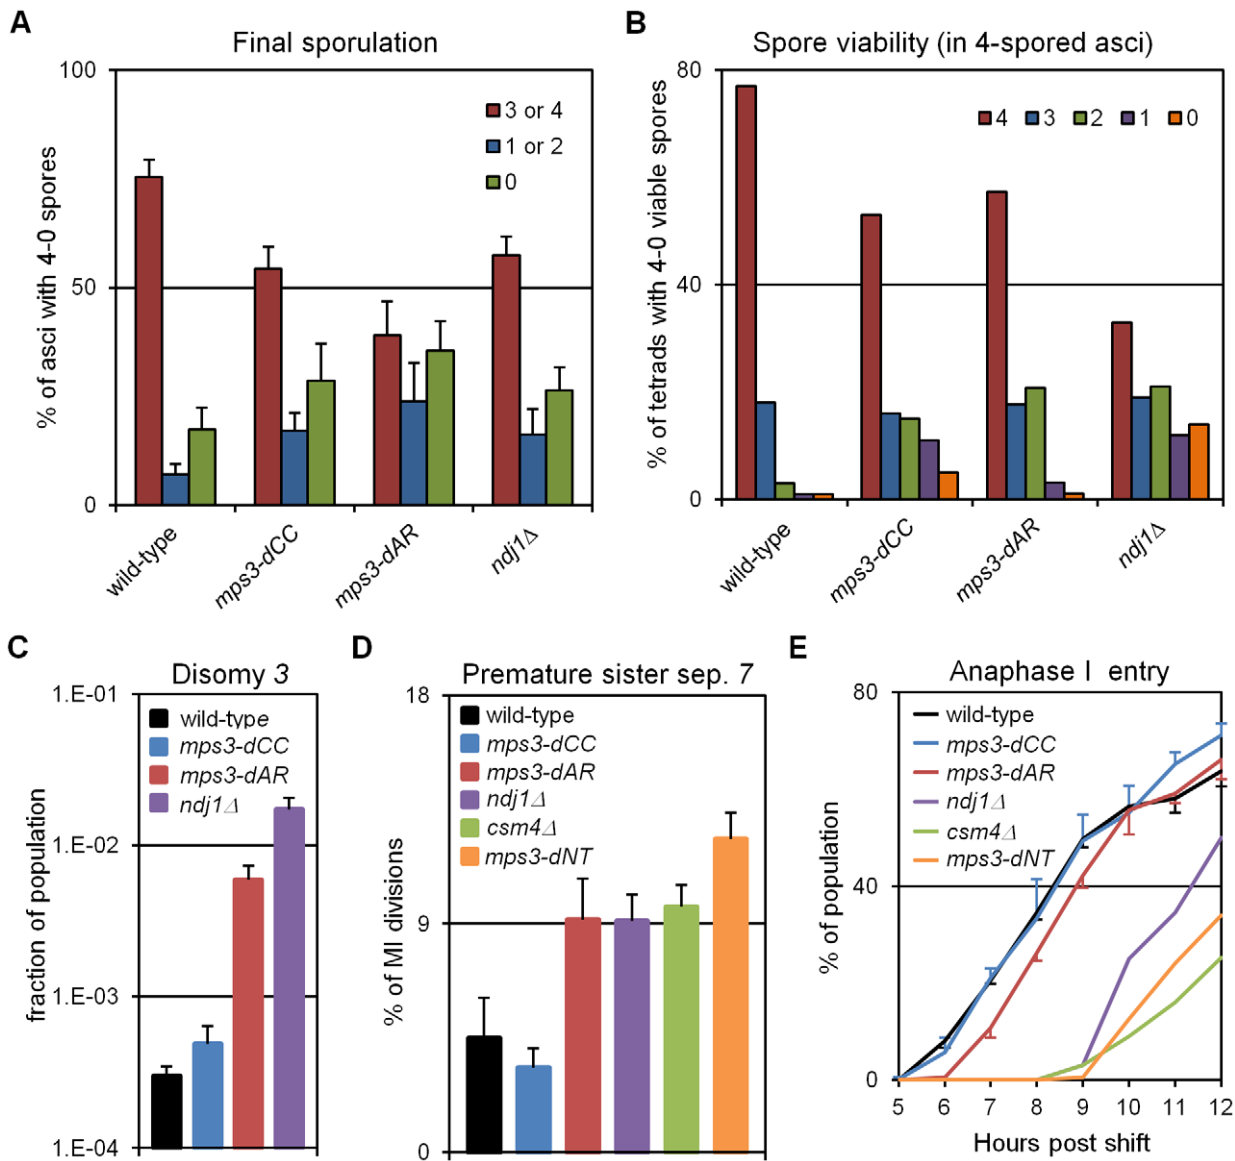 A
Final sporulation
% of asci with 4-0 spores
100
50
0
3 or 4
1 or 2
0
wild-type
mps3-dCC
mps3-dAR
ndj1Δ
B
Spore viability (in 4-spored asci)
% of tetrads with 4-0 viable spores
80
40
0
4 3 2 1 0
wild-type
mps3-dCC
mps3-dAR
ndj1Δ
C
Disomy 3
fraction of population
1.E-01
1.E-02
1.E-03
1.E-04
wild-type
mps3-dCC
mps3-dAR
ndj1Δ
D
Premature sister sep. 7
% of MI divisions
18
9
0
wild-type
mps3-dCC
mps3-dAR
ndj1Δ
csm4Δ
mps3-dNT
E
Anaphase I entry
% of population
80
40
0
wild-type
mps3-dCC
mps3-dAR
ndj1Δ
csm4Δ
mps3-dNT
5 6 7 8 9 10 11 12
Hours post shift